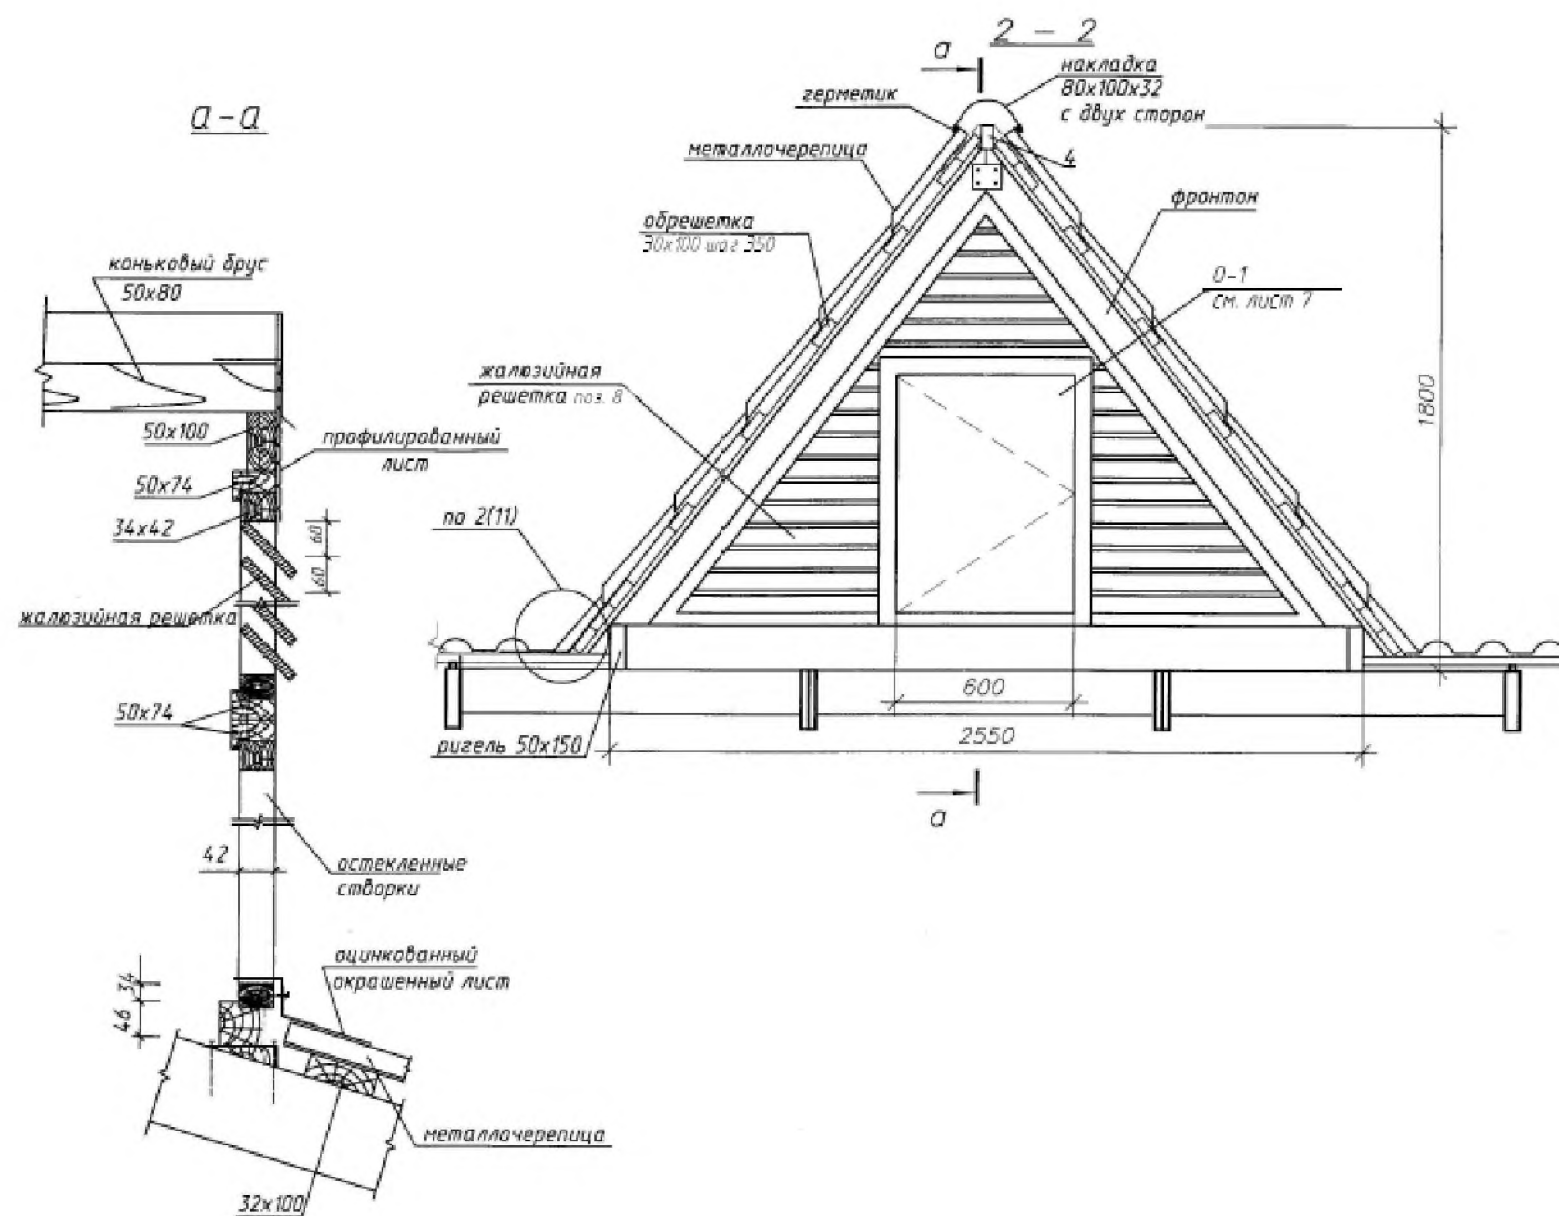 2 - 2
а
накладка
80х100х32
с двух сторон
герметик
металлочерепица
4
фронтон
обрешетка
30х100 шаг 350
0-1
см. лист 7
жалюзийная
решетка поз. 8
1800
по 2(11)
600
2550
ригель 50х150
а
а-а
коньковый брус
50х80
50х100
профилированный
лист
50х74
34х42
60
60
жалюзийная решетка
50х74
42
остекленные
створки
оцинкованный
окрашенный лист
34
46
металлочерепица
32х100